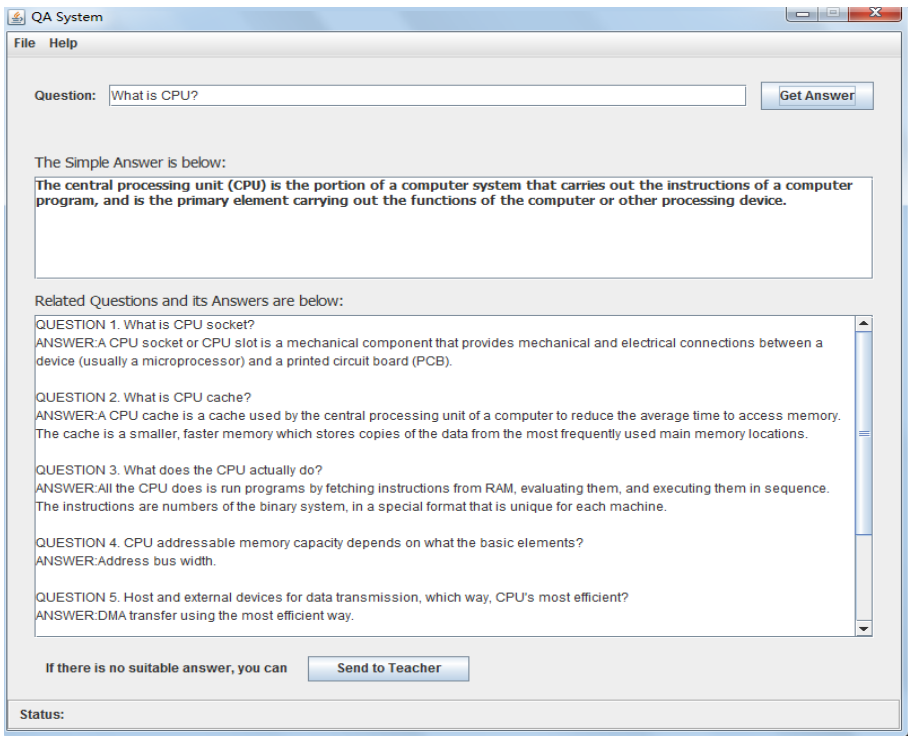 QA System
File Help
Question: What is CPU? Get Answer
The Simple Answer is below:
The central processing unit (CPU) is the portion of a computer system that carries out the instructions of a computer
program, and is the primary element carrying out the functions of the computer or other processing device.
Related Questions and its Answers are below:
QUESTION 1. What is CPU socket?
ANSWER:A CPU socket or CPU slot is a mechanical component that provides mechanical and electrical connections between a
device (usually a microprocessor) and a printed circuit board (PCB).
QUESTION 2. What is CPU cache?
ANSWER:A CPU cache is a cache used by the central processing unit of a computer to reduce the average time to access memory.
The cache is a smaller, faster memory which stores copies of the data from the most frequently used main memory locations.
QUESTION 3. What does the CPU actually do?
ANSWER:All the CPU does is run programs by fetching instructions from RAM, evaluating them, and executing them in sequence.
The instructions are numbers of the binary system, in a special format that is unique for each machine.
QUESTION 4. CPU addressable memory capacity depends on what the basic elements?
ANSWER:Address bus width.
QUESTION 5. Host and external devices for data transmission, which way, CPU's most efficient?
ANSWER:DMA transfer using the most efficient way.
If there is no suitable answer, you can Send to Teacher
Status: